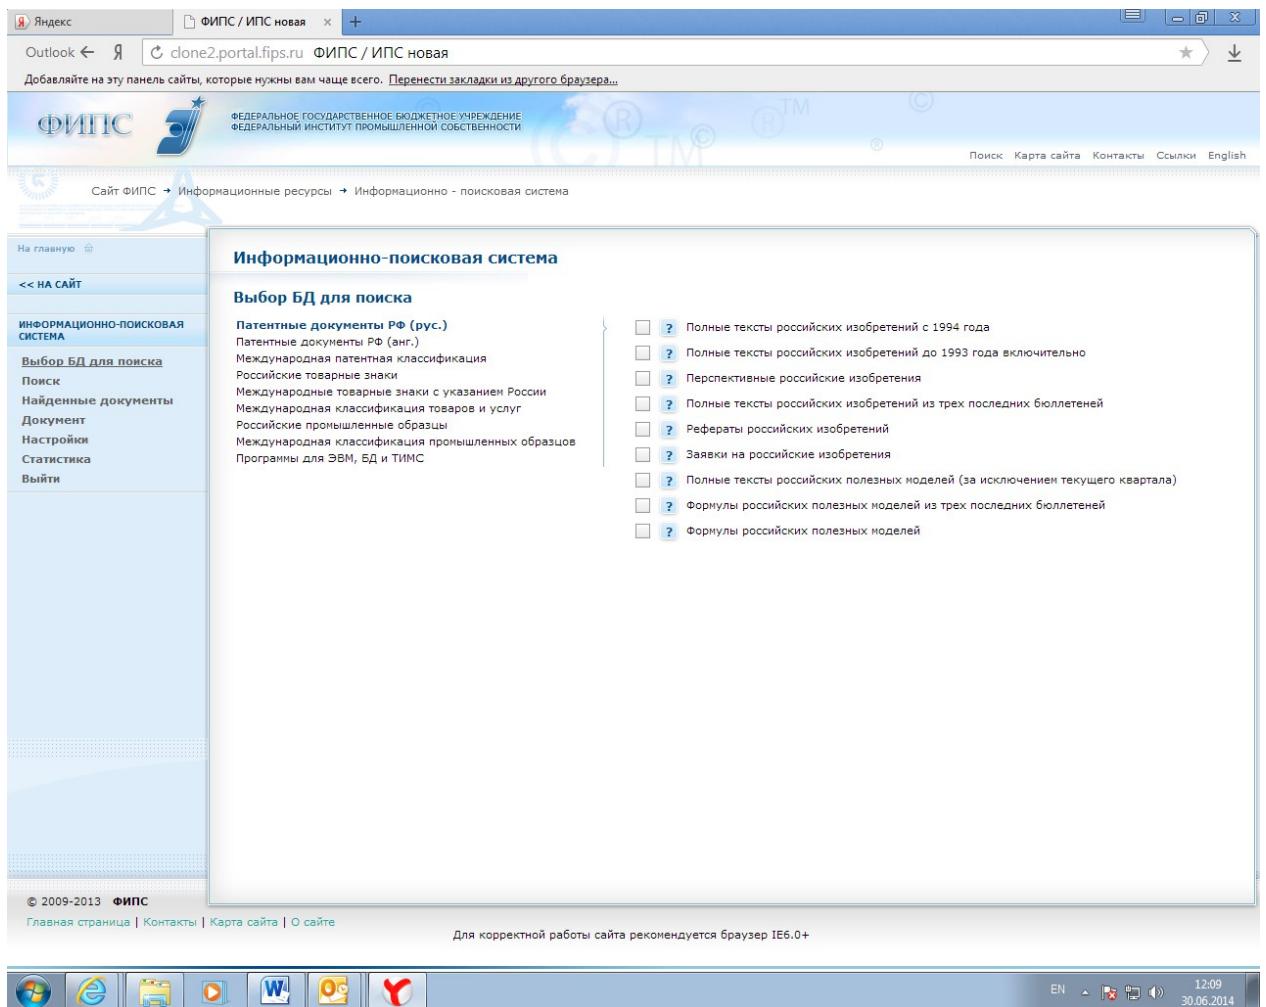 Яндекс
ФИПС / ИПС новая
Outlook
Я
clone2.portal.fips.ru ФИПС / ИПС новая
Добавляйте на эту панель сайты, которые нужны вам чаще всего. Перенести закладки из другого браузера...
ФИПС
ФЕДЕРАЛЬНОЕ ГОСУДАРСТВЕННОЕ БЮДЖЕТНОЕ УЧРЕЖДЕНИЕ
ФЕДЕРАЛЬНЫЙ ИНСТИТУТ ПРОМЫШЛЕННОЙ СОБСТВЕННОСТИ
Поиск Карта сайта Контакты Ссылки English
Сайт ФИПС → Информационные ресурсы → Информационно - поисковая система
На главную
<< НА САЙТ
ИНФОРМАЦИОННО-ПОИСКОВАЯ
СИСТЕМА
Выбор БД для поиска
Поиск
Найденные документы
Документ
Настройки
Статистика
Выйти
Информационно-поисковая система
Выбор БД для поиска
Патентные документы РФ (рус.)
Патентные документы РФ (анг.)
Международная патентная классификация
Российские товарные знаки
Международные товарные знаки с указанием России
Международная классификация товаров и услуг
Российские промышленные образцы
Международная классификация промышленных образцов
Программы для ЭВМ, БД и ТИМС
? Полные тексты российских изобретений с 1994 года
? Полные тексты российских изобретений до 1993 года включительно
? Перспективные российские изобретения
? Полные тексты российских изобретений из трех последних бюллетеней
? Рефераты российских изобретений
? Заявки на российские изобретения
? Полные тексты российских полезных моделей (за исключением текущего квартала)
? Формулы российских полезных моделей из трех последних бюллетеней
? Формулы российских полезных моделей
© 2009-2013 ФИПС
Главная страница | Контакты | Карта сайта | О сайте
Для корректной работы сайта рекомендуется браузер IE6.0+
EN
12:09
30.06.2014